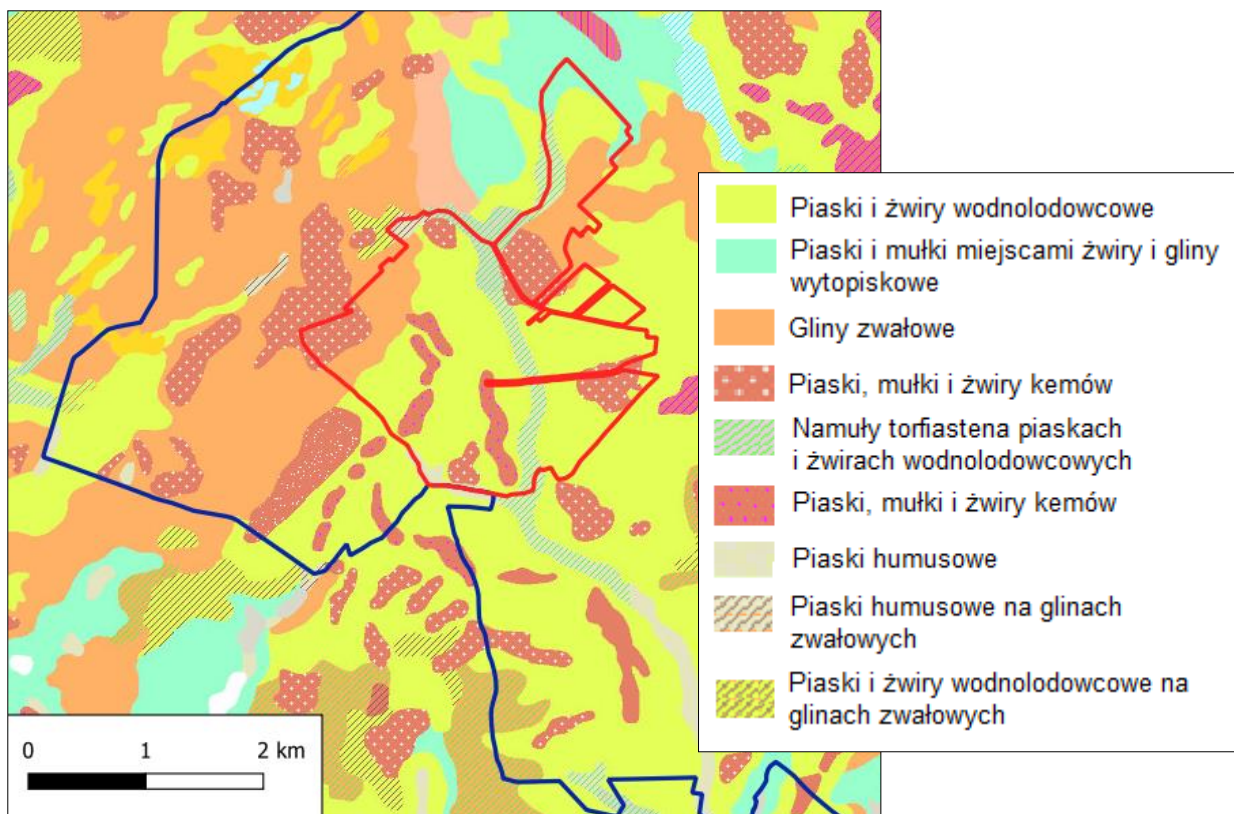 Piaski i żwiry wodnolodowcowe
Piaski i mułki miejscami żwiry i gliny
wytopiskowe
Gliny zwałowe
Piaski, mułki i żwiry kemów
Namuły torfiastena piaskach
i żwirach wodnolodowcowych
Piaski, mułki i żwiry kemów
Piaski humusowe
Piaski humusowe na glinach
zwałowych
Piaski i żwiry wodnolodowcowe na
glinach zwałowych
0 1 2 km